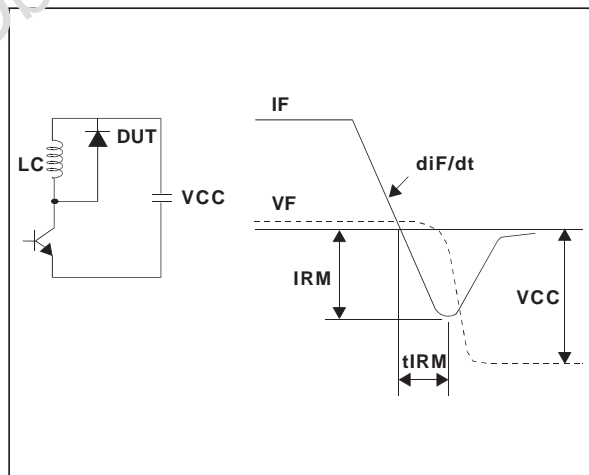 IF
DUT
LC
diF/dt
VCC
VF
IRM
VCC
tIRM